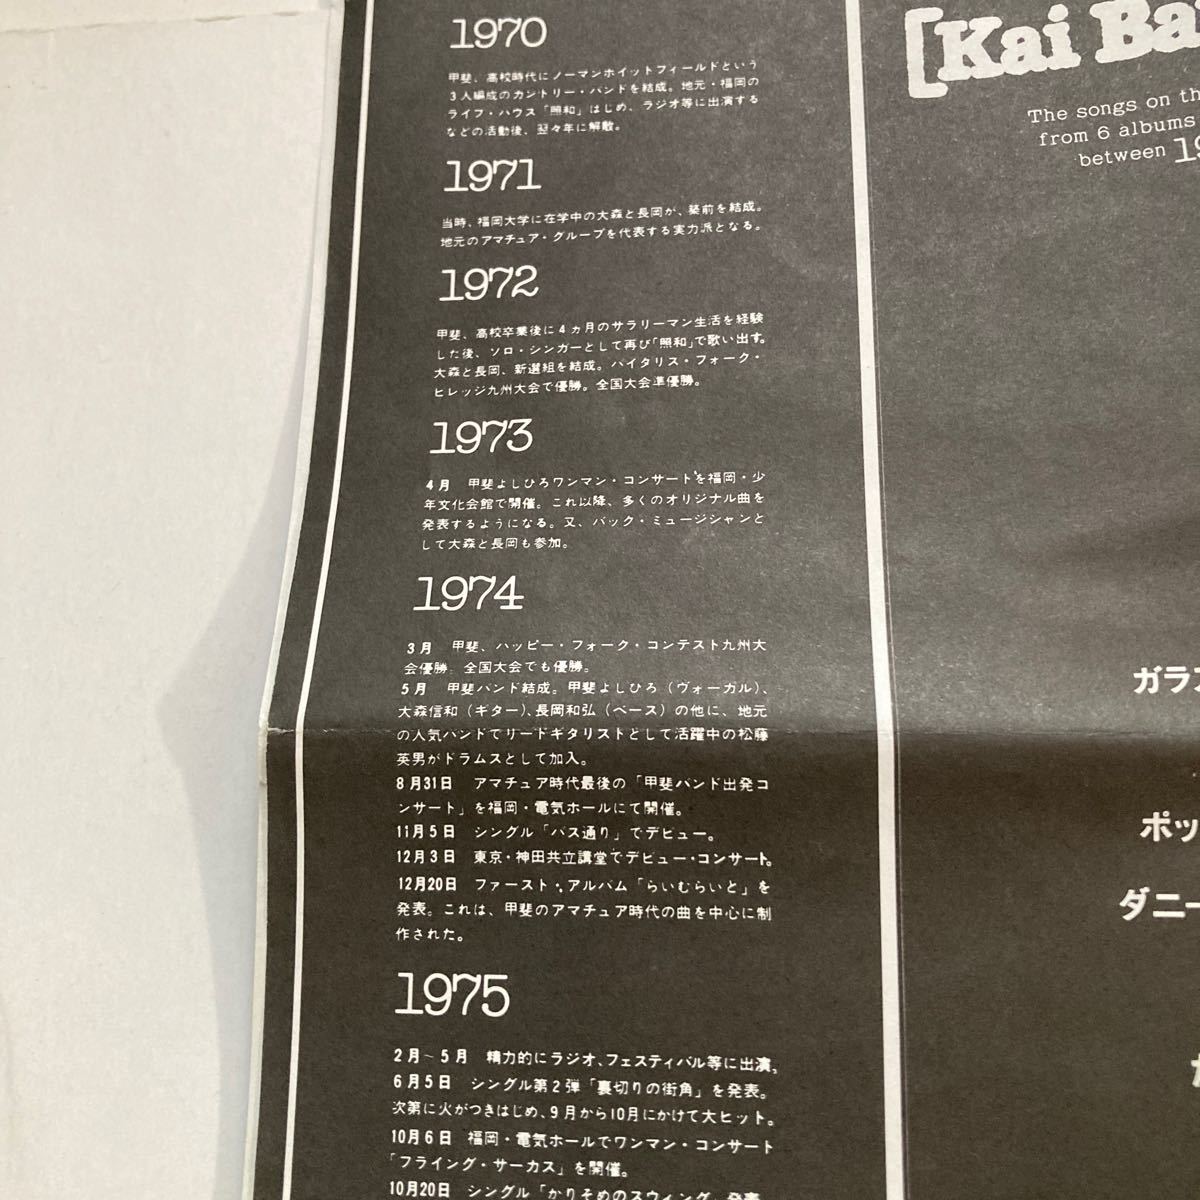 1970
甲斐、高校時代にノーマンホイットフィールドという
3人編成のカントリー・バンドを結成。地元・福岡の
ライブ・ハウス「照和」はじめ、ラジオ等に出演する
などの活動後、翌々年に解散。
1971
当時、福岡大学に在学中の大森と長岡が、築前を結成。
地元のアマチュア・グループを代表する実力派となる。
1972
甲斐、高校卒業後に4ヵ月のサラリーマン生活を経験
した後、ソロ・シンガーとして再び「照和」で歌い出す。
大森と長岡、新選組を結成。ハイタリス・フォーク・
ビレッジ九州大会で優勝。全国大会準優勝。
1973
4月 甲斐よしひろワンマン・コンサートを福岡・少
年文化会館で開催。これ以降、多くのオリジナル曲を
発表するようになる。又、バック・ミュージシャンと
して大森と長岡も参加。
1974
3月 甲斐、ハッピー・フォーク・コンテスト九州大
会優勝。全国大会でも優勝。
5月 甲斐バンド結成。甲斐よしひろ(ヴォーカル)、
大森信和(ギター)、長岡和弘(ベース)の他に、地元
の人気バンドでリードギタリストとして活躍中の松藤
英男がドラムスとして加入。
8月31日 アマチュア時代最後の「甲斐バンド出発コ
ンサート」を福岡・電気ホールにて開催。
11月5日 シングル「バス通り」でデビュー。
12月3日 東京・神田共立講堂でデビュー・コンサート。
12月20日 ファースト・アルバム「らいむらいと」を
発表。これは、甲斐のアマチュア時代の曲を中心に制
作された。
1975
2月〜5月 精力的にラジオ、フェスティバル等に出演。
6月5日 シングル第2弾「裏切りの街角」を発表。
次第に火がつきはじめ、9月から10月にかけて大ヒット。
10月6日 福岡・電気ホールでワンマン・コンサート
「フライング・サーカス」を開催。
10月20日 シングル「かりそめのスウィング」発表
[Kai Ba
The songs on th
from 6 albums
between 19
ガラス
ポッ
ダニー